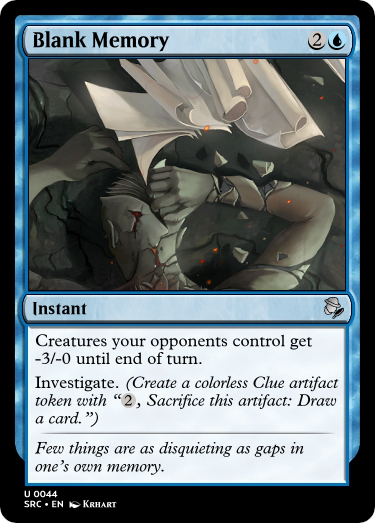 Blank Memory 2
Instant
Creatures your opponents control get
-3/-0 until end of turn.
Investigate. (Create a colorless Clue artifact
token with “2, Sacrifice this artifact: Draw
a card.”)
Few things are as disquieting as gaps in
one's own memory.
U 0044
SRC • EN Krhart